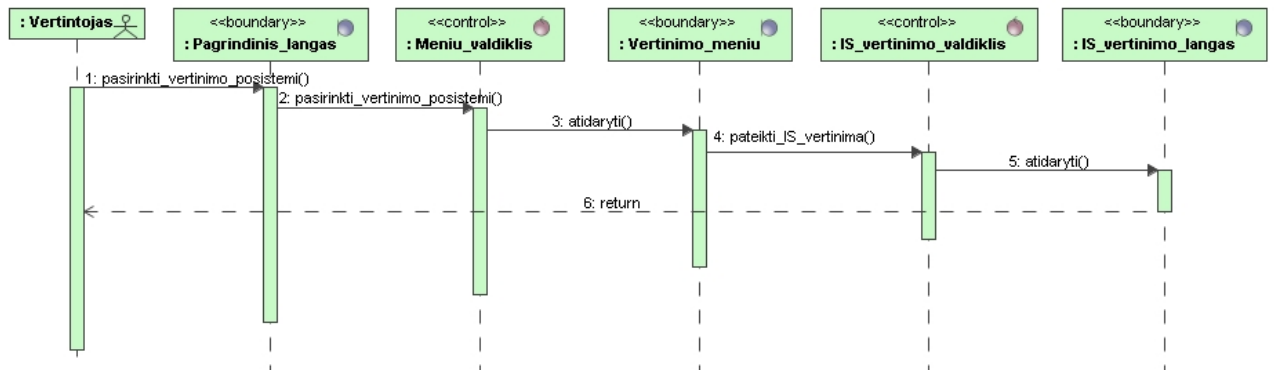 : Vertintojas
<<boundary>>
: Pagrindinis_langas
<<control>>
: Meniu_valdiklis
<<boundary>>
: Vertinimo_meniu
<<control>>
: IS_vertinimo_valdiklis
<<boundary>>
: IS_vertinimo_langas
1: pasirinkti_vertinimo_posistemi()
2: pasirinkti_vertinimo_posistemi()
3: atidaryti()
4: pateikti_IS_vertinima()
5: atidaryti()
6: return